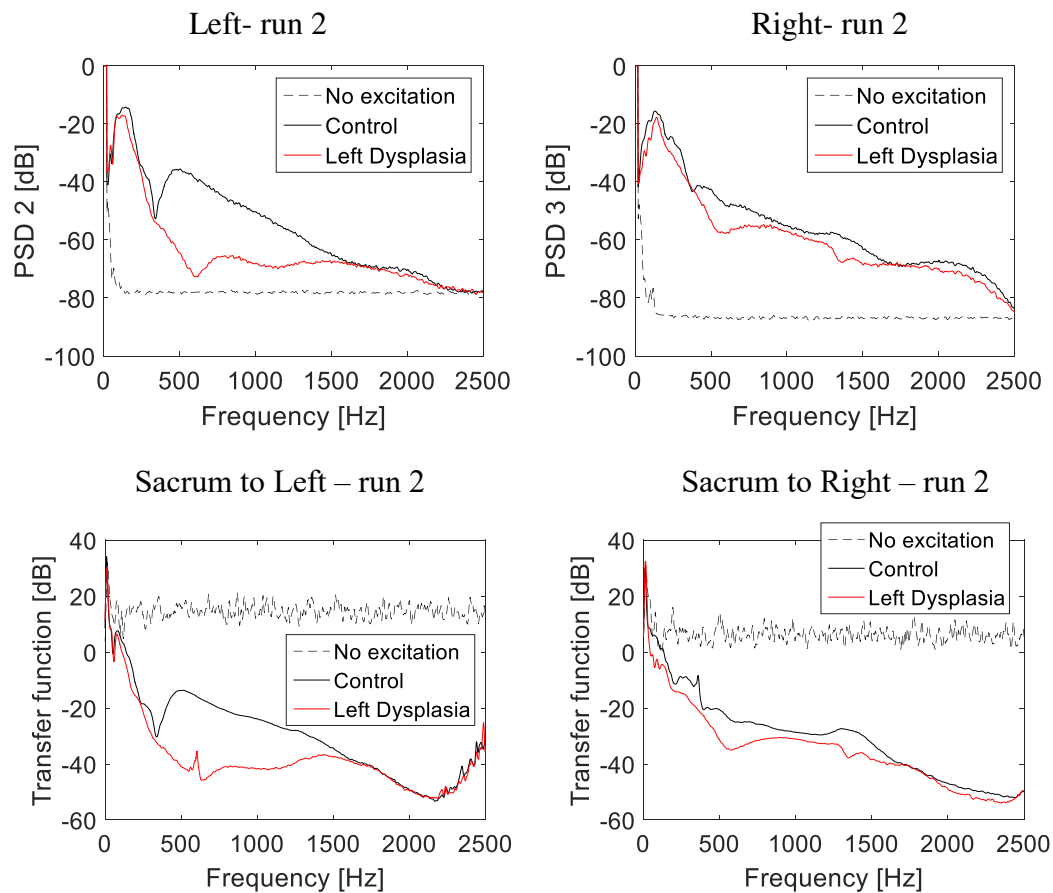 Left- run 2
0
-20
-40
-60
-80
-100
PSD 2 [dB]
No excitation
Control
Left Dysplasia
0 500 1000 1500 2000 2500
Frequency [Hz]
Right- run 2
0
-20
-40
-60
-80
-100
PSD 3 [dB]
No excitation
Control
Left Dysplasia
0 500 1000 1500 2000 2500
Frequency [Hz]
Sacrum to Left – run 2
40
20
0
-20
-40
-60
Transfer function [dB]
No excitation
Control
Left Dysplasia
0 500 1000 1500 2000 2500
Frequency [Hz]
Sacrum to Right – run 2
40
20
0
-20
-40
-60
Transfer function [dB]
No excitation
Control
Left Dysplasia
0 500 1000 1500 2000 2500
Frequency [Hz]